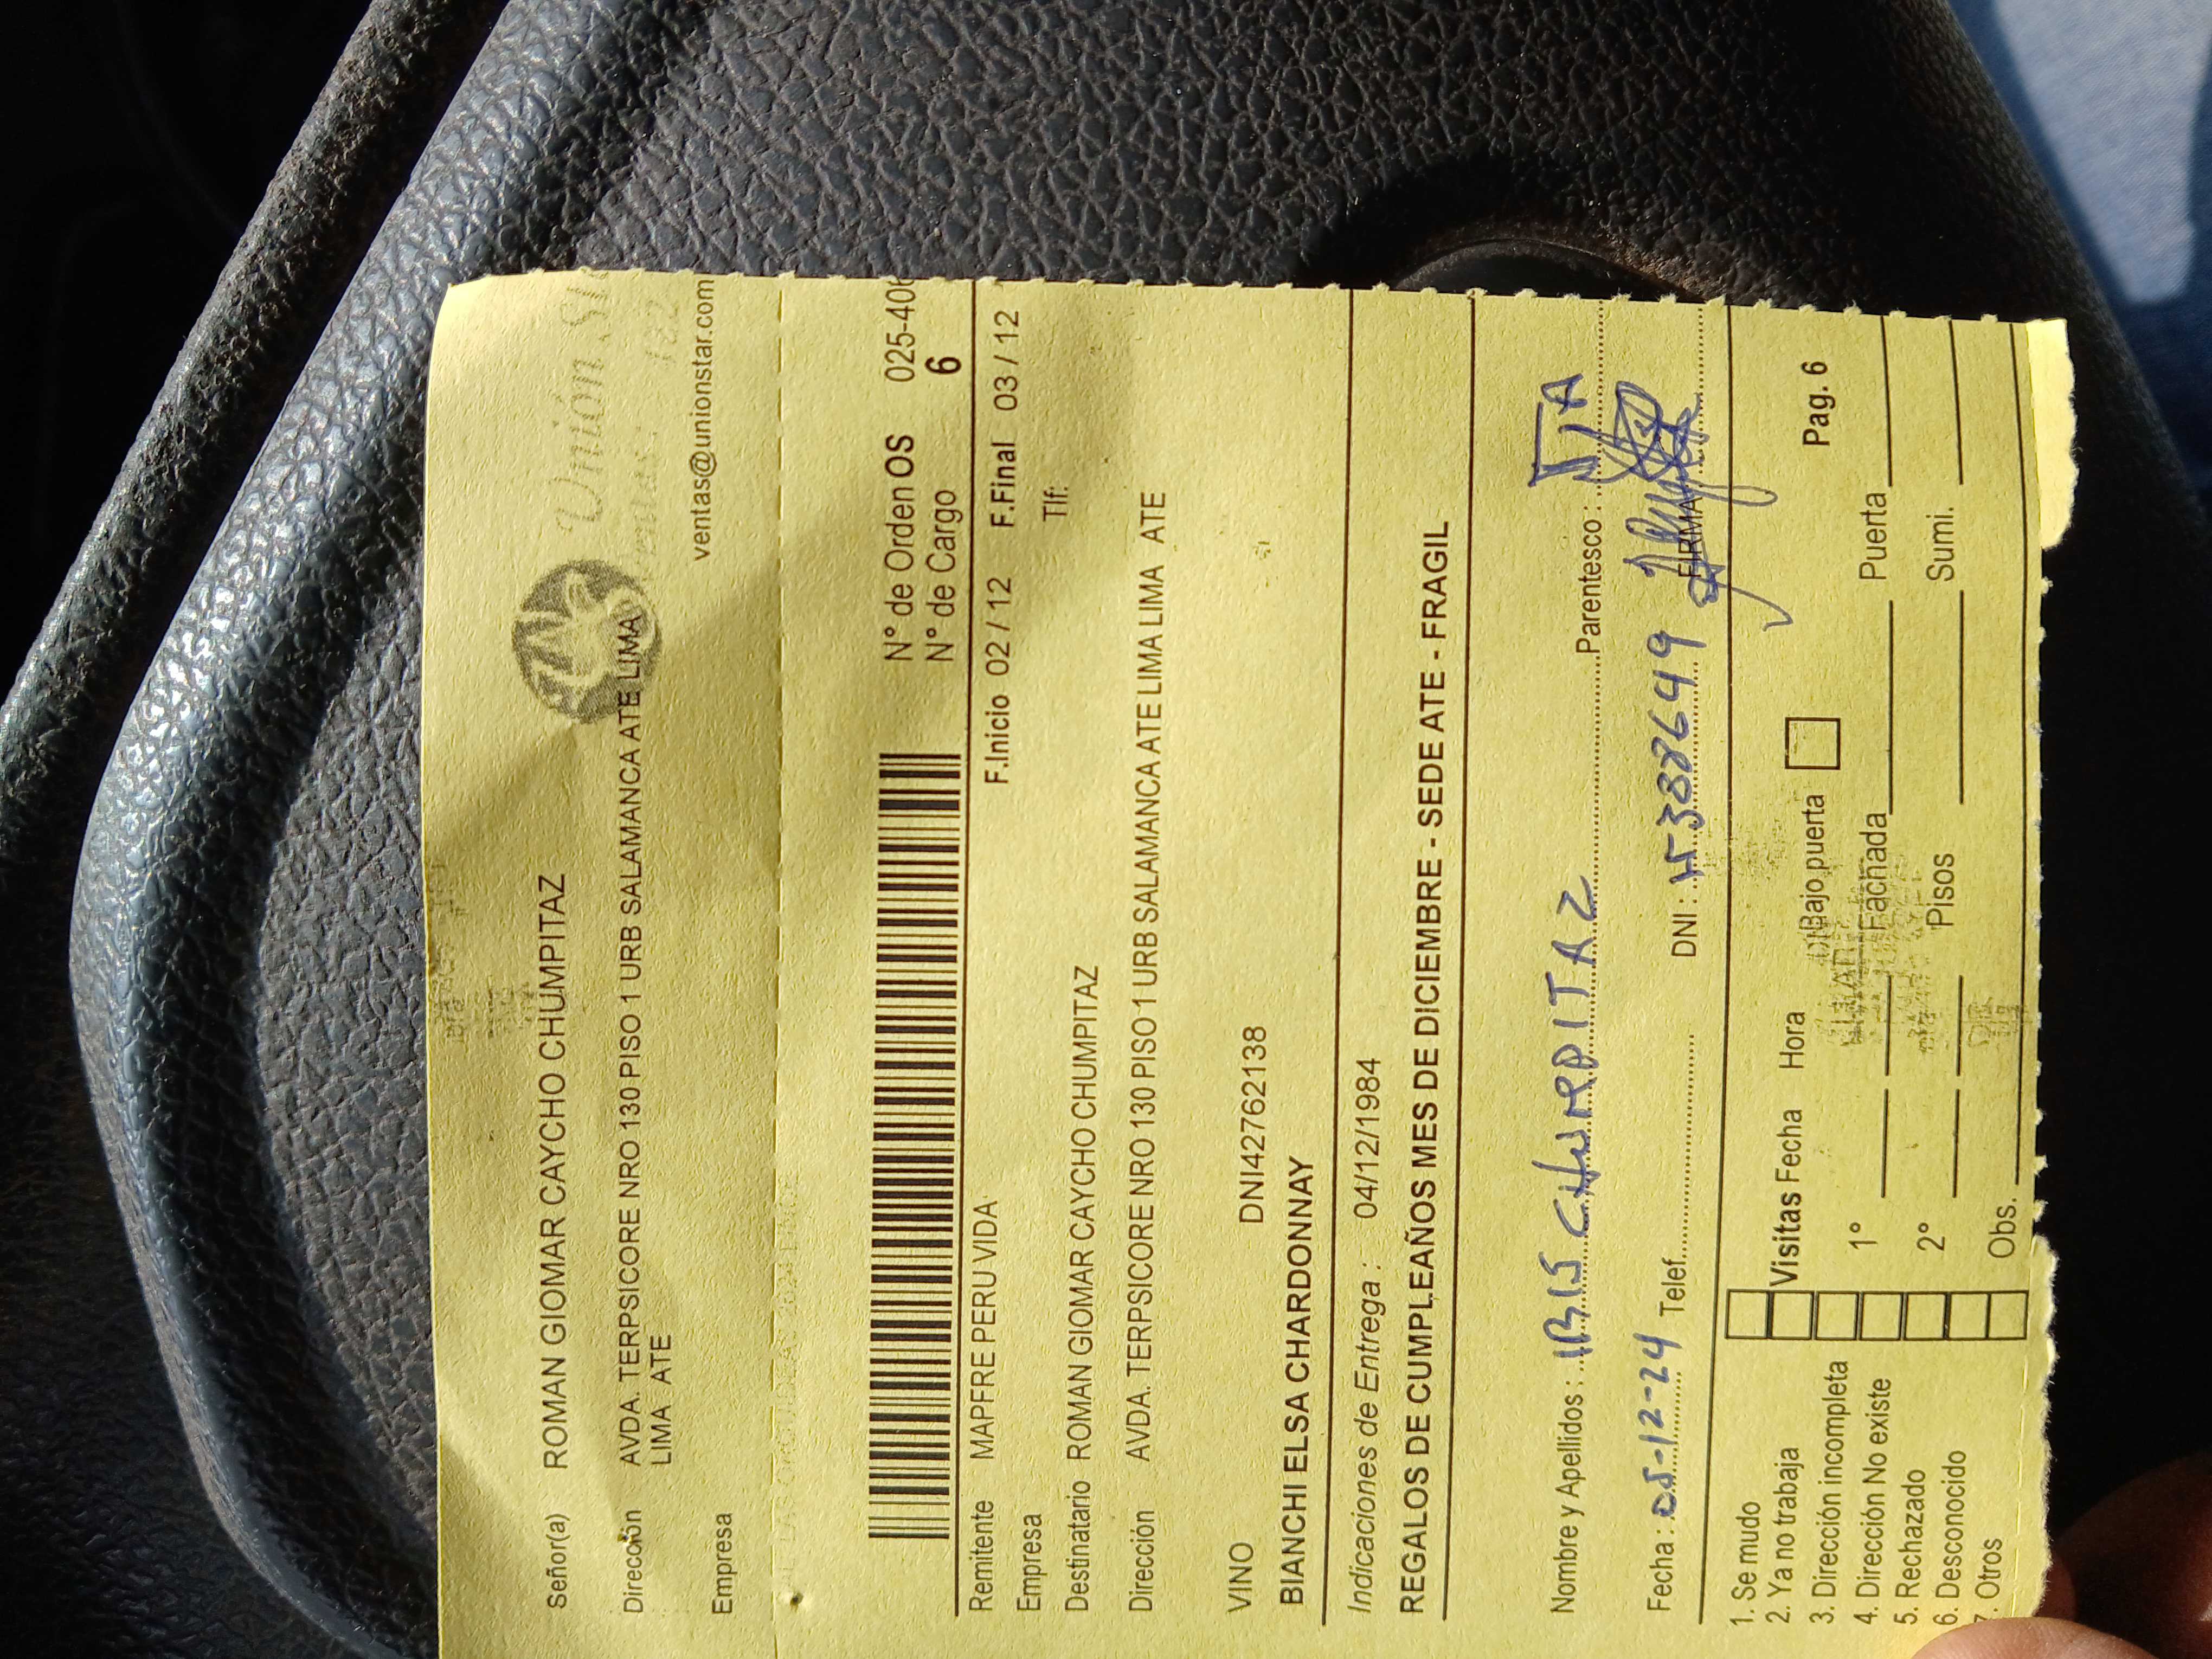 Señor(a) ROMAN GIOMAR CAYCHO CHUMPITAZ
Unión
Dirección AVDA. TERPSICORE NRO 130 PISO 1 URB SALAMANCA ATE LIMA
LIMA ATE
ventas@unionstar.com
Empresa
N° de Orden OS 025-406
N° de Cargo 6
Remitente MAPFRE PERU VIDA F.Inicio 02 / 12 F.Final 03 / 12
Empresa Tlf:
Destinatario ROMAN GIOMAR CAYCHO CHUMPITAZ
Dirección AVDA. TERPSICORE NRO 130 PISO 1 URB SALAMANCA ATE LIMA LIMA ATE
VINO DNI42762138
BIANCHI ELSA CHARDONNAY
Indicaciones de Entrega : 04/12/1984
REGALOS DE CUMPLEAÑOS MES DE DICIEMBRE - SEDE ATE - FRAGIL
Nombre y Apellidos : IBIS CHUMPITAZ Parentesco : TIA
Fecha : 05-12-24 Telef. DNI : 15388649 FIRMA
1. Se mudo
2. Ya no trabaja Visitas Fecha Hora Bajo puerta Pag. 6
3. Dirección incompleta
4. Dirección No existe 1° Fachada Puerta
5. Rechazado
6. Desconocido 2° Pisos Sumi.
7. Otros Obs.